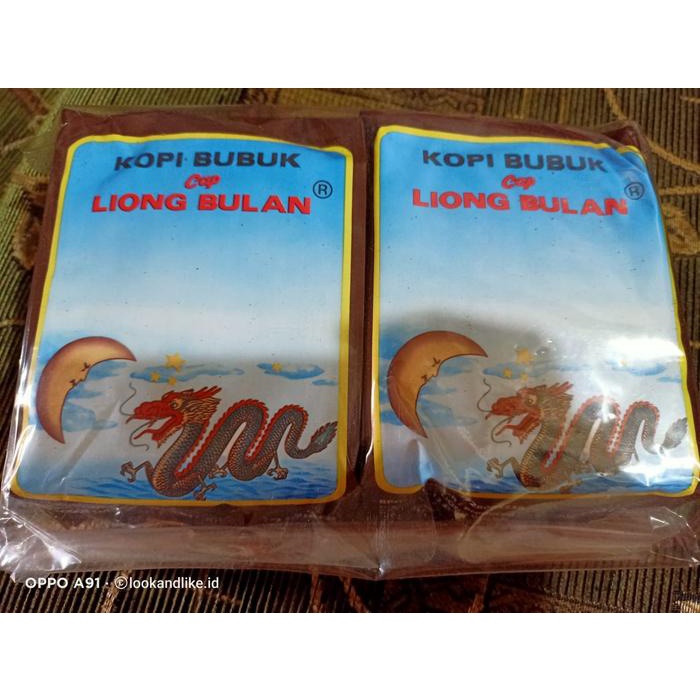 KOPI BUBUK
Cap
LIONG BULAN ®
KOPI BUBUK
Cap
LIONG BULAN ®
OPPO A91 · ©lookandlike.id